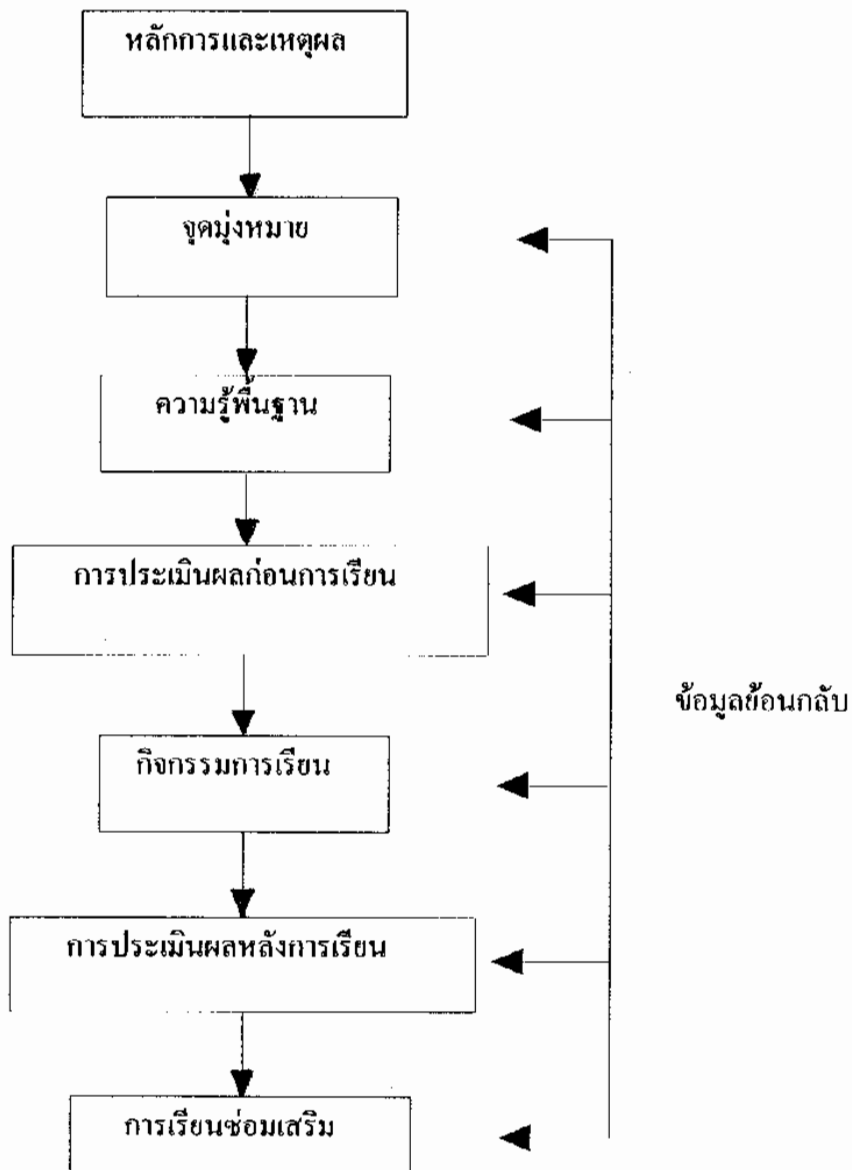 หลักการและเหตุผล
จุดมุ่งหมาย
ความรู้พื้นฐาน
การประเมินผลก่อนการเรียน
ข้อมูลย้อนกลับ
กิจกรรมการเรียน
การประเมินผลหลังการเรียน
การเรียนซ่อมเสริม